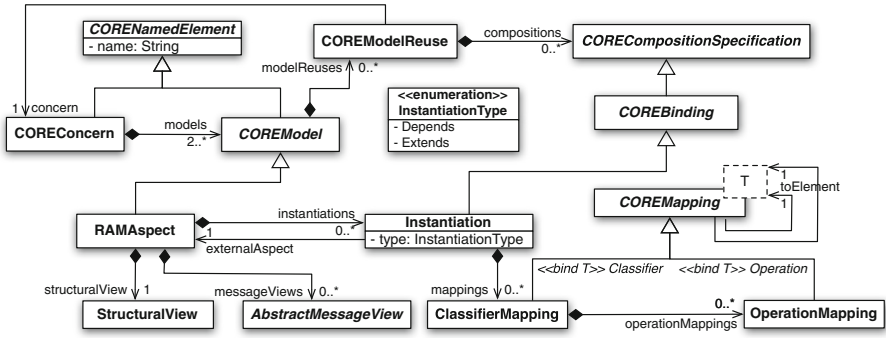 CORENamedElement
- name: String
COREModelReuse
compositions
0..*
CORECompositionSpecification
modelReuses
0..*
<<enumeration>>
InstantiationType
- Depends
- Extends
1
concern
COREConcern
models
2..*
COREModel
COREBinding
T
1
toElement
1
COREMapping
RAMAspect
instantiations
0..*
1
externalAspect
Instantiation
- type: InstantiationType
<<bind T>> Classifier
<<bind T>> Operation
structuralView
1
messageViews
0..*
mappings
0..*
0..*
operationMappings
StructuralView
AbstractMessageView
ClassifierMapping
OperationMapping